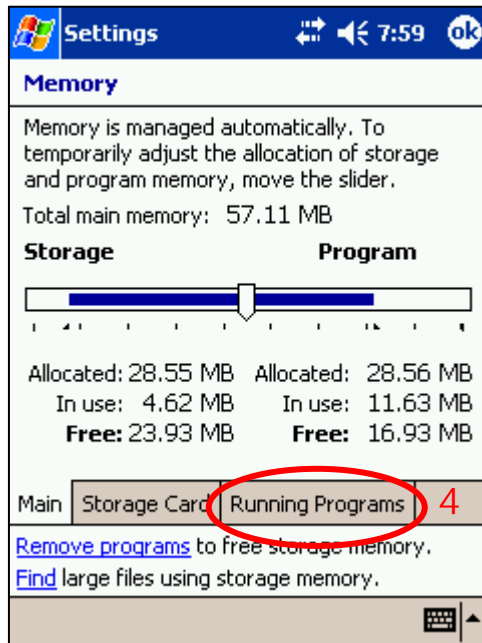 Settings 7:59 ok
Memory
Memory is managed automatically. To
temporarily adjust the allocation of storage
and program memory, move the slider.
Total main memory: 57.11 MB
Storage Program
Allocated: 28.55 MB Allocated: 28.56 MB
In use: 4.62 MB In use: 11.63 MB
Free: 23.93 MB Free: 16.93 MB
Main Storage Card Running Programs 4
Remove programs to free storage memory.
Find large files using storage memory.